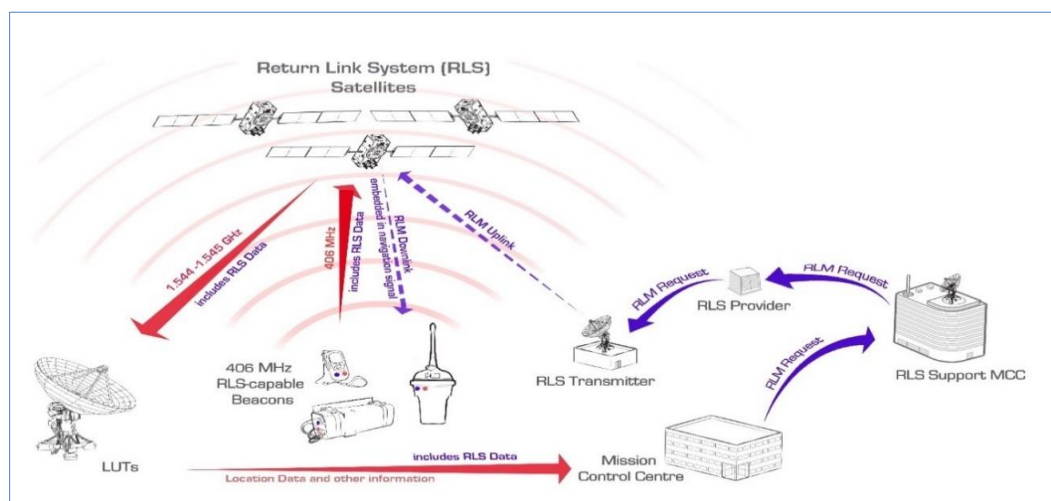 Return Link System (RLS)
Satellites
1.544 -1.545 GHz
includes RLS Data
406 MHz
includes RLS Data
RLM Downlink
embedded in navigation signal
RLM Uplink
RLM Request
RLS Provider
RLM Request
RLS Transmitter
RLS Support MCC
RLM Request
406 MHz
RLS-capable
Beacons
LUTs
includes RLS Data
Location Data and other information
Mission
Control Centre